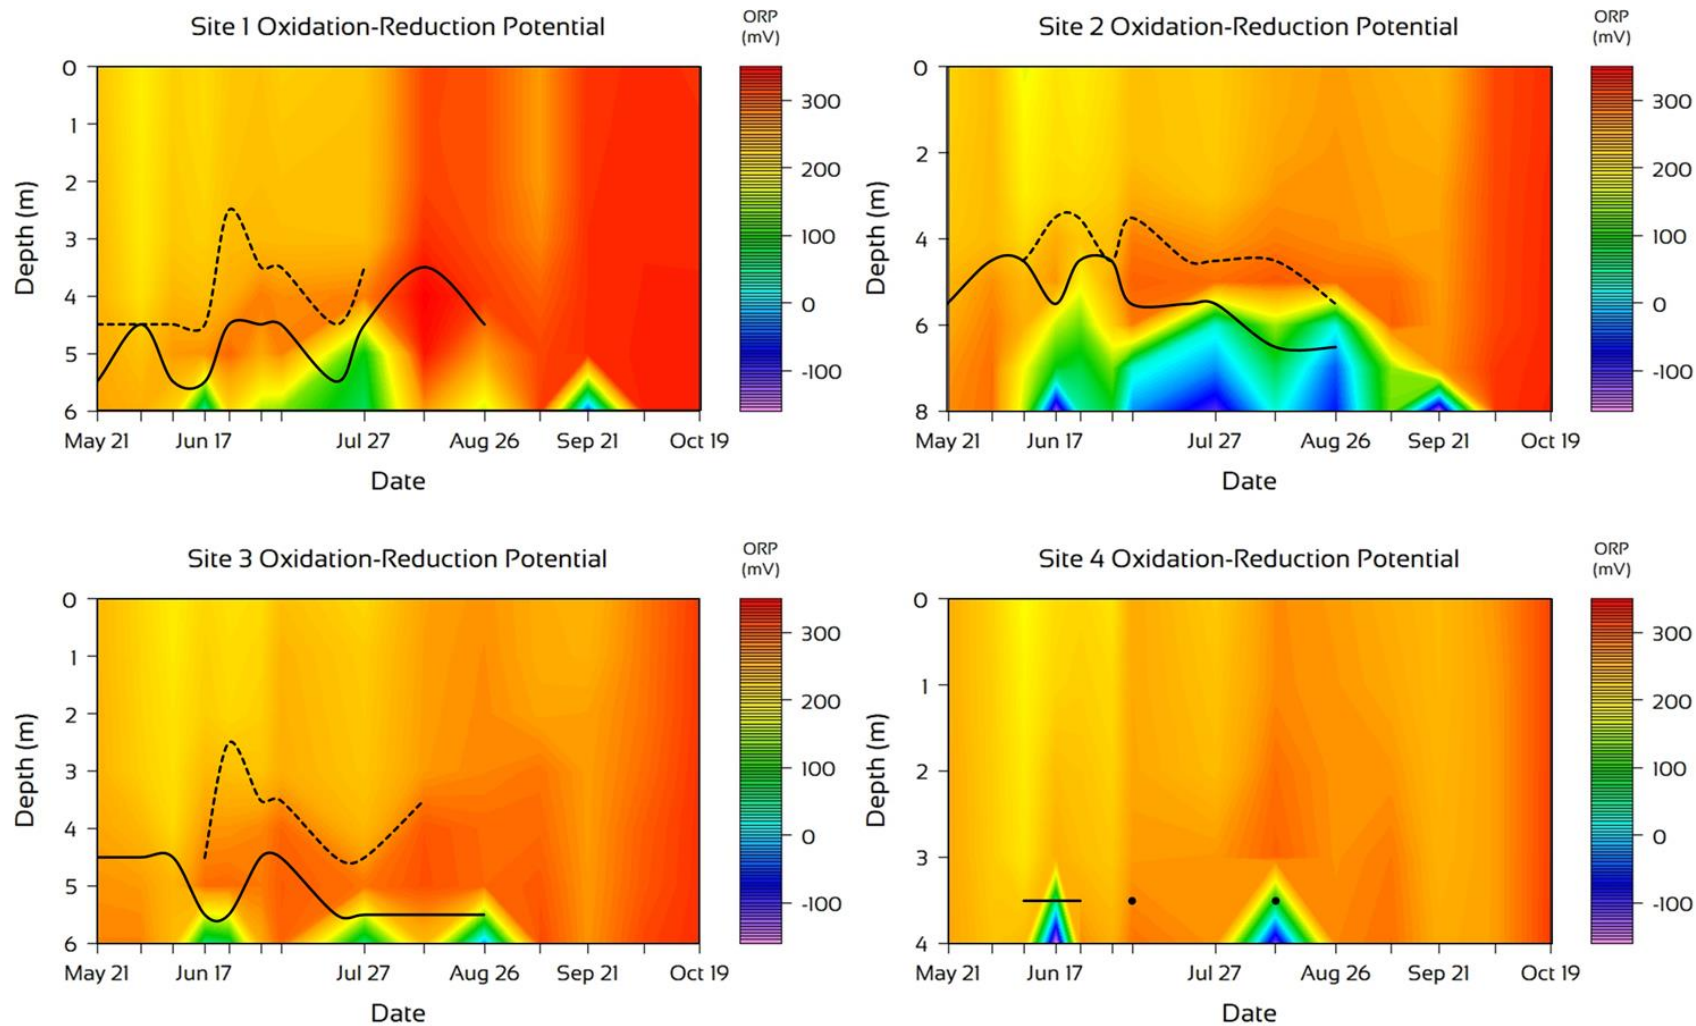 Site 1 Oxidation-Reduction Potential
ORP
(mV)
0
1
2
3
4
5
6
Depth (m)
300
200
100
0
-100
May 21
Jun 17
Jul 27
Aug 26
Sep 21
Oct 19
Date
Site 2 Oxidation-Reduction Potential
ORP
(mV)
0
2
4
6
8
Depth (m)
300
200
100
0
-100
May 21
Jun 17
Jul 27
Aug 26
Sep 21
Oct 19
Date
Site 3 Oxidation-Reduction Potential
ORP
(mV)
0
1
2
3
4
5
6
Depth (m)
300
200
100
0
-100
May 21
Jun 17
Jul 27
Aug 26
Sep 21
Oct 19
Date
Site 4 Oxidation-Reduction Potential
ORP
(mV)
0
1
2
3
4
Depth (m)
300
200
100
0
-100
May 21
Jun 17
Jul 27
Aug 26
Sep 21
Oct 19
Date